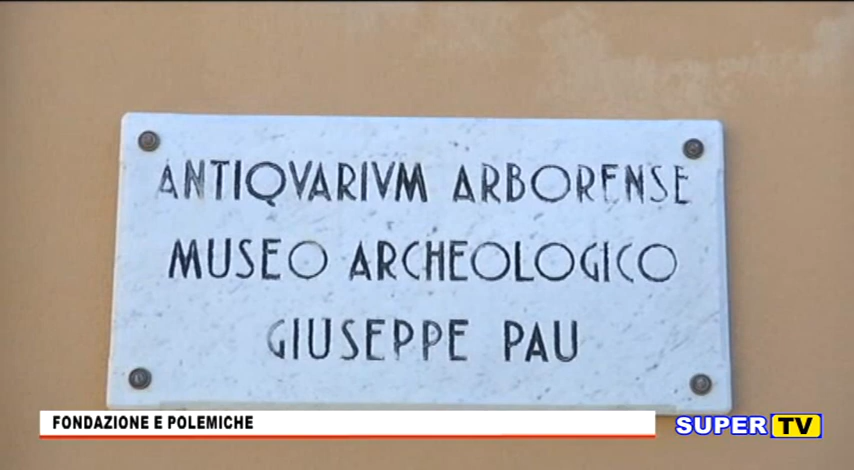 ANTIQVARIVM ARBORENSE
MUSEO ARCHEOLOGICO
GIUSEPPE PAU
FONDAZIONE E POLEMICHE
SUPER TV